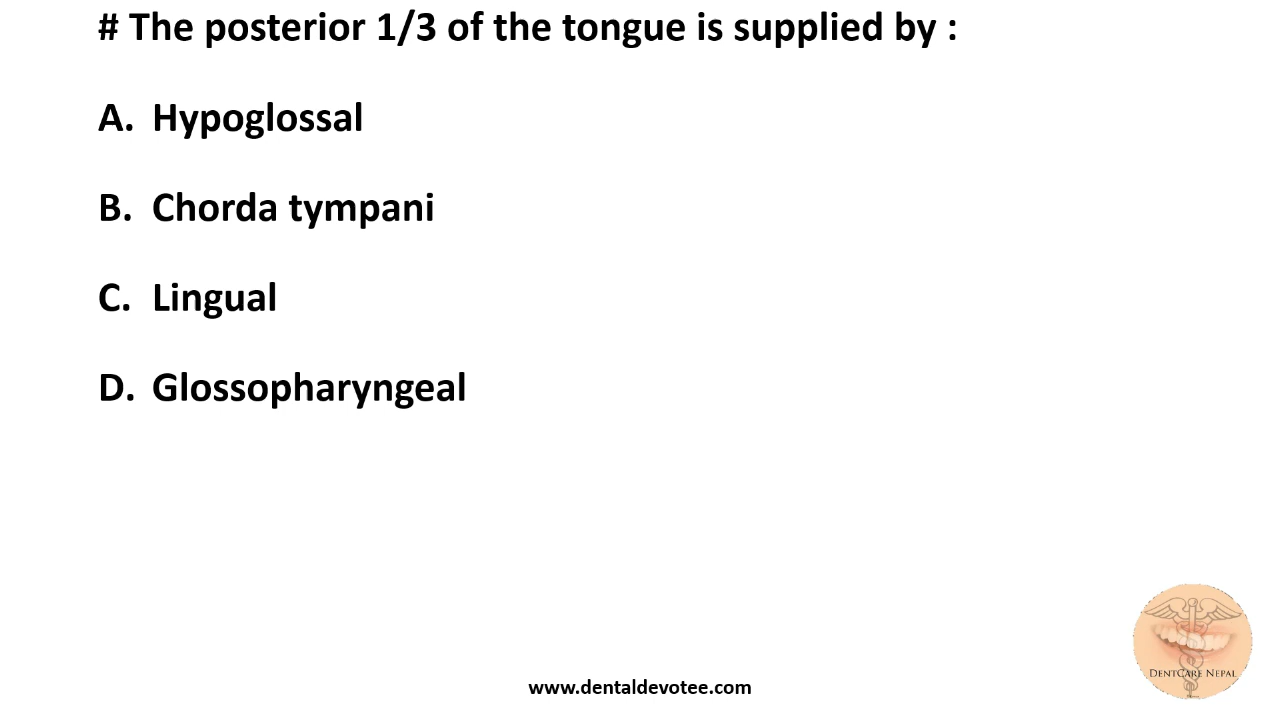 # The posterior 1/3 of the tongue is supplied by :
A. Hypoglossal
B. Chorda tympani
C. Lingual
D. Glossopharyngeal
DentCare Nepal
www.dentaldevotee.com